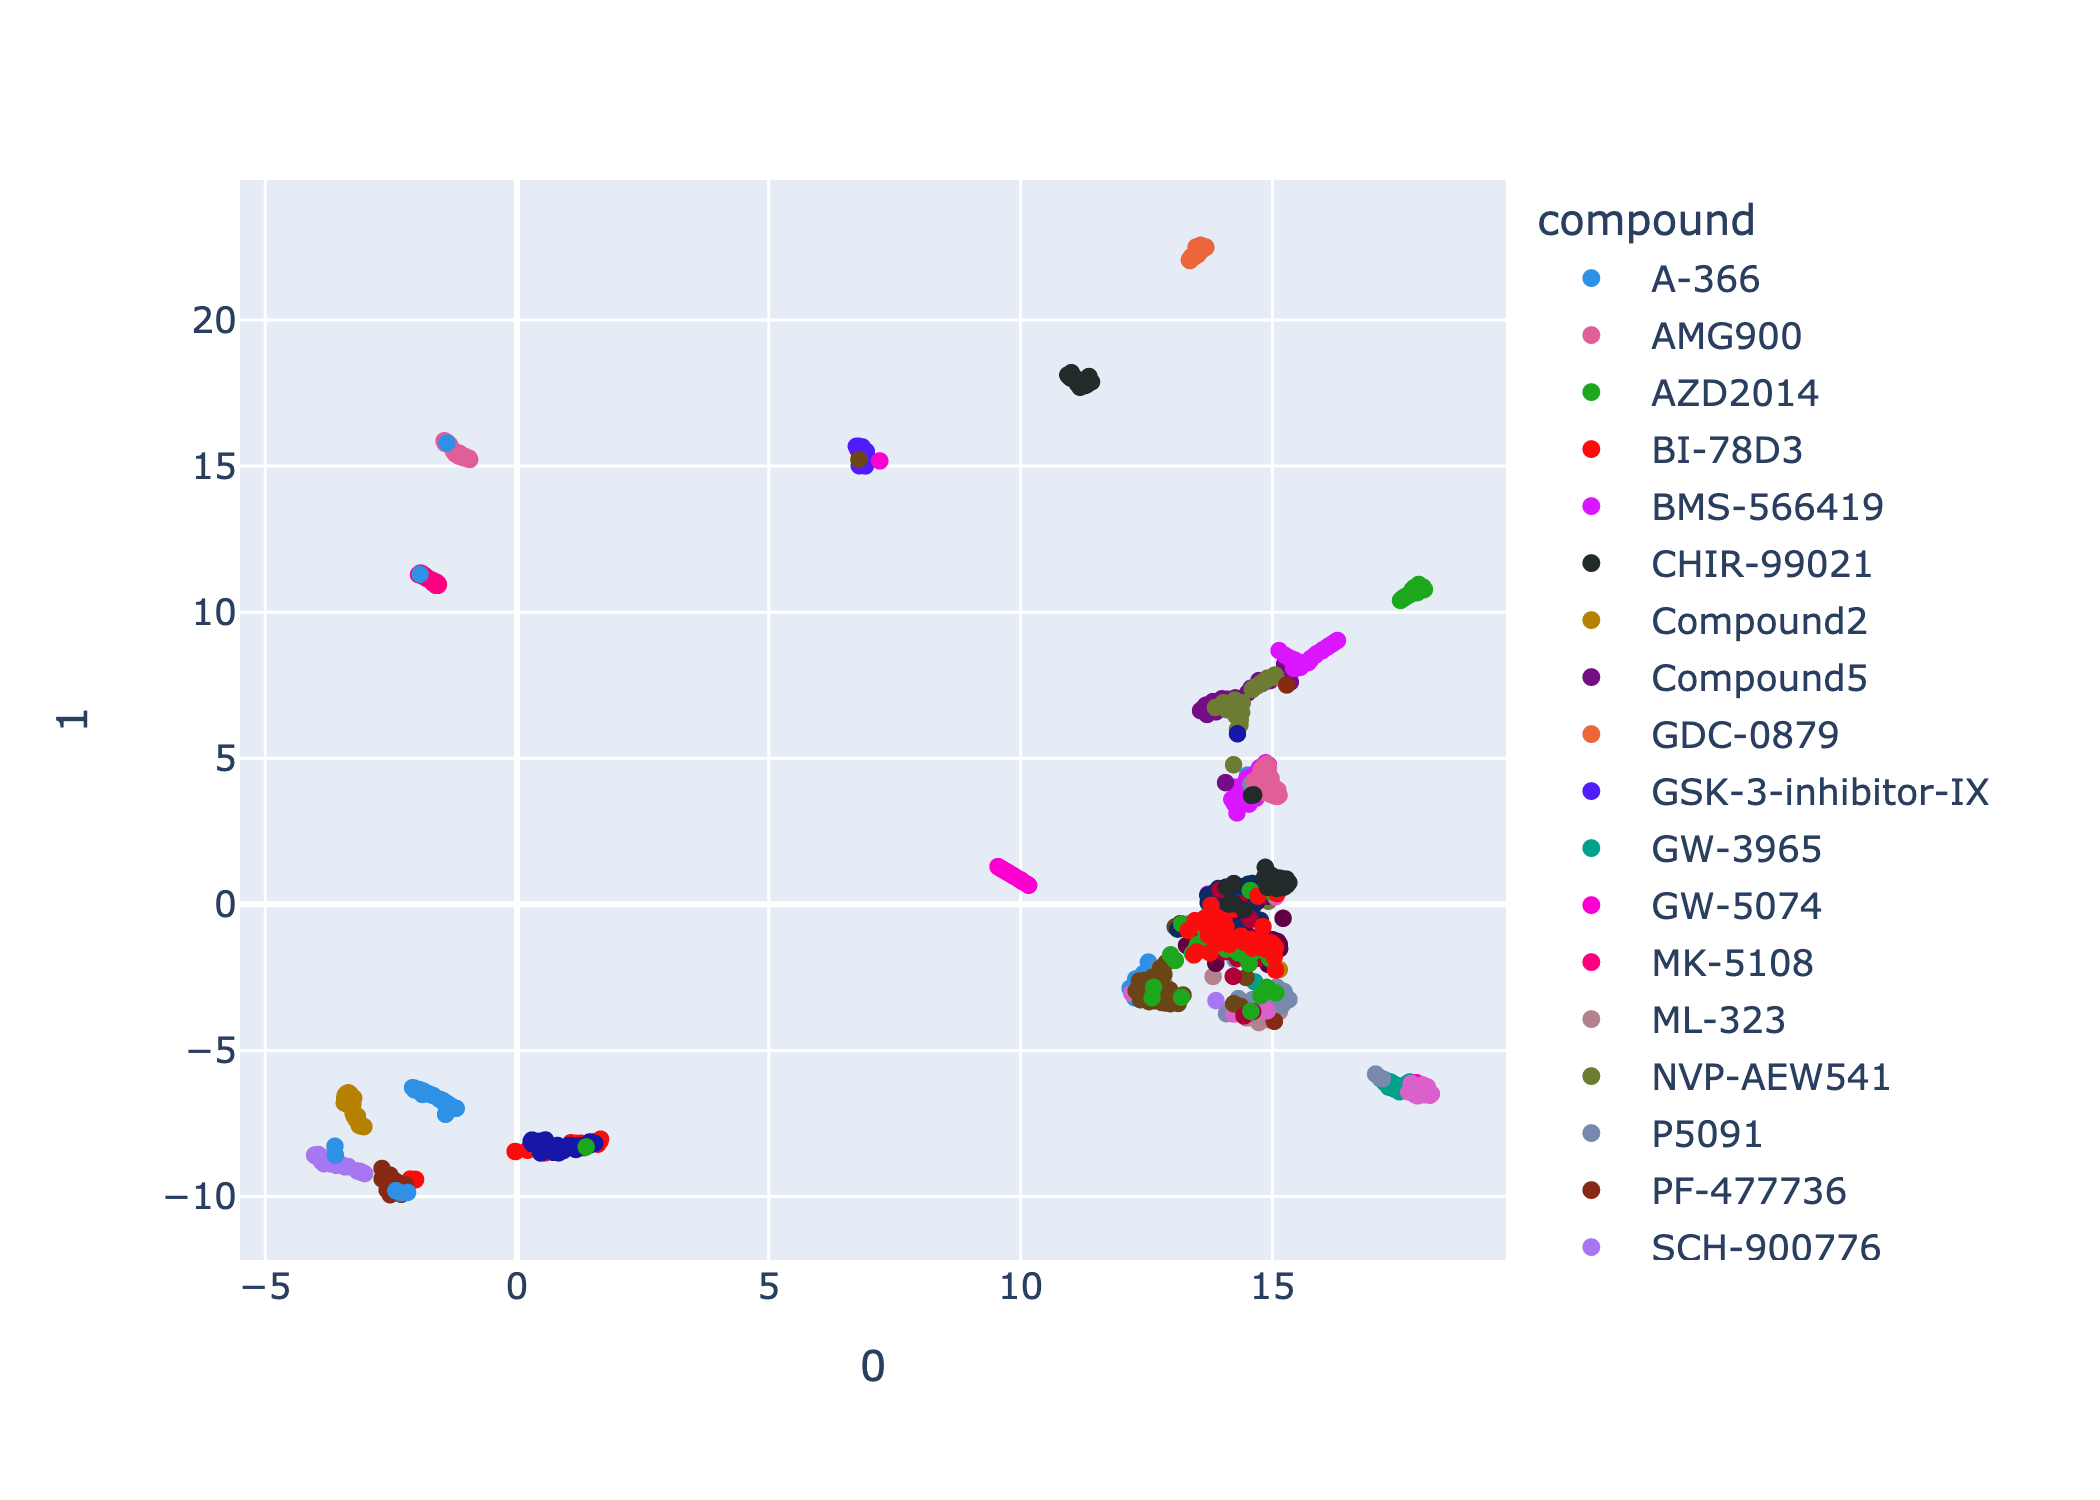 compound
A-366
AMG900
AZD2014
BI-78D3
BMS-566419
CHIR-99021
Compound2
Compound5
GDC-0879
GSK-3-inhibitor-IX
GW-3965
GW-5074
MK-5108
ML-323
NVP-AEW541
P5091
PF-477736
SCH-900776
20
15
10
5
0
−5
−10
1
−5 0 5 10 15
0